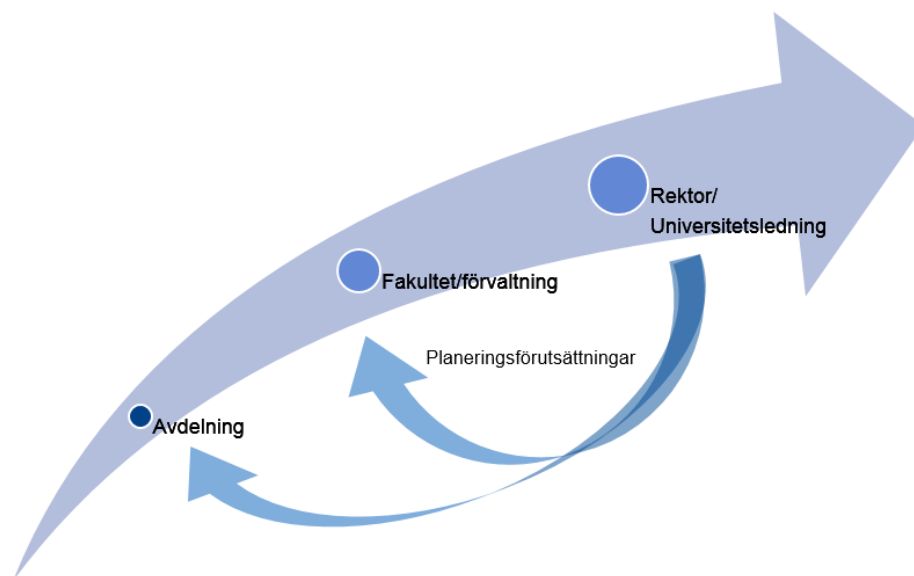 Rektor/
Universitetsledning
Fakultet/förvaltning
Planeringsförutsättningar
Avdelning